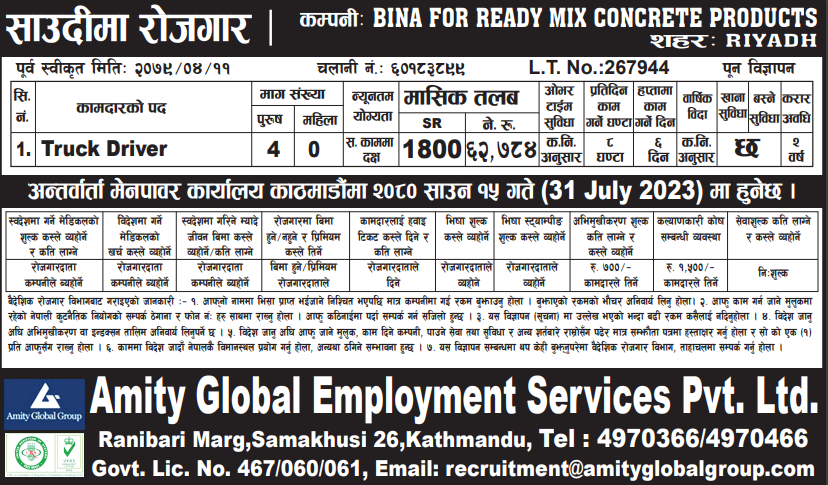 साउदीमा रोजगार | कम्पनी: BINA FOR READY MIX CONCRETE PRODUCTS
शहर: RIYADH
पूर्व स्वीकृत मिति: २०७९/०४/११ चलानी नं.: ६०१८३८९९ L.T. No.:267944 पून विज्ञापन
सि. नं. कामदारको पद माग संख्या पुरुष महिला न्यूनतम योग्यता मासिक तलब SR ने. रु. ओभर टाईम सुविधा प्रतिदिन काम गर्ने घण्टा हप्तामा काम गर्ने दिन वार्षिक विदा खाना सुविधा बस्ने सुविधा करार अवधि
1. Truck Driver 4 0 स. काममा दक्ष 1800 ६२,७८४ क.नि. अनुसार ८ घण्टा ६ दिन क.नि. अनुसार छ २ वर्ष
अन्तर्वार्ता मेनपावर कार्यालय काठमाडौंमा २०८० साउन १५ गते (31 July 2023) मा हुनेछ ।
स्वदेशमा गर्ने मेडिकलको शुल्क कस्ले व्यहोर्ने र कति लाग्ने
विदेशमा गर्ने मेडिकलको खर्च कस्ले व्यहोर्ने
स्वदेशमा गरिने म्यादे जीवन बिमा कस्ले व्यहोर्ने/कति लाग्ने
रोजगारमा बिमा हुने/नहुने र प्रिमियम कस्ले तिर्ने
कामदारलाई हवाइ टिकट कस्ले दिने र कति लाग्ने
भिषा शुल्क कस्ले व्यहोर्ने
भिषा स्ट्याम्पीङ शुल्क कस्ले व्यहोर्ने
अभिमुखीकरण शुल्क कति लाग्ने र कस्ले व्यहोर्ने
कल्याणकारी कोष सम्बन्धी व्यवस्था
सेवाशुल्क कति लाग्ने र कस्ले व्यहोर्ने
रोजगारदाता कम्पनीले ब्यहोर्ने
रोजगारदाता कम्पनीले ब्यहोर्ने
रोजगारदाता कम्पनीले ब्यहोर्ने
बिमा हुने/प्रिमियम रोजगारदाताले
रोजगारदाताले दिने
रोजगारदाताले व्यहोर्ने
रोजगारदाताले व्यहोर्ने
रु. ७००/- कामदारले तिर्ने
रु. १,५००/- कामदारले तिर्ने
नि:शुल्क
बैदेशिक रोजगार विभागबाट गराइएको जानकारी :- १. आफ्नो नाममा भिसा प्राप्त भईजाने निश्चित भएपछि मात्र कम्पनीमा गई रकम बुझाउनु होला । बुझाएको रकमको भौचर अनिवार्य लिनु होला। २. आफू काम गर्न जाने मुलुकमा
रहेको नेपाली कुटनैतिक नियोगको सम्पर्क ठेगाना र फोन नं: हर साथमा राख्नु होला । आफू कठिनाईमा पर्दा सम्पर्क गर्न सजिलो हुन्छ । ३. यस विज्ञापन (सूचना) मा उल्लेख भएको भन्दा बढी रकम कसैलाई नदिनुहोला । ४. विदेश जानु
अघि अभिमुखीकरण वा इन्डक्सन तालिम अनिवार्य लिनुपर्ने छ । ५. विदेश जानु अघि आफू जाने मुलुक, काम दिने कम्पनी, पाउने सेवा तथा सुविधा र अन्य शर्तबारे राम्रोसँग पढेर मात्र सम्झौता पत्रमा हस्ताक्षर गर्नु होला र सो को एक (१)
प्रति आफूसँग राख्नु होला । ६. काममा विदेश जादाँ नेपालकै विमानस्थल प्रयोग गर्नु होला, अन्यथा ठगिने सम्भावना हुन्छ । ७. यस विज्ञापन सम्बन्धमा थप केही बुझ्नुपरेमा बैदेशिक रोजगार विभाग, ताहाचलमा सम्पर्क गर्नु होला ।
Amity Global Group
Amity Global Employment Services Pvt. Ltd.
Ranibari Marg,Samakhusi 26,Kathmandu, Tel : 4970366/4970466
Govt. Lic. No. 467/060/061, Email: recruitment@amityglobalgroup.com